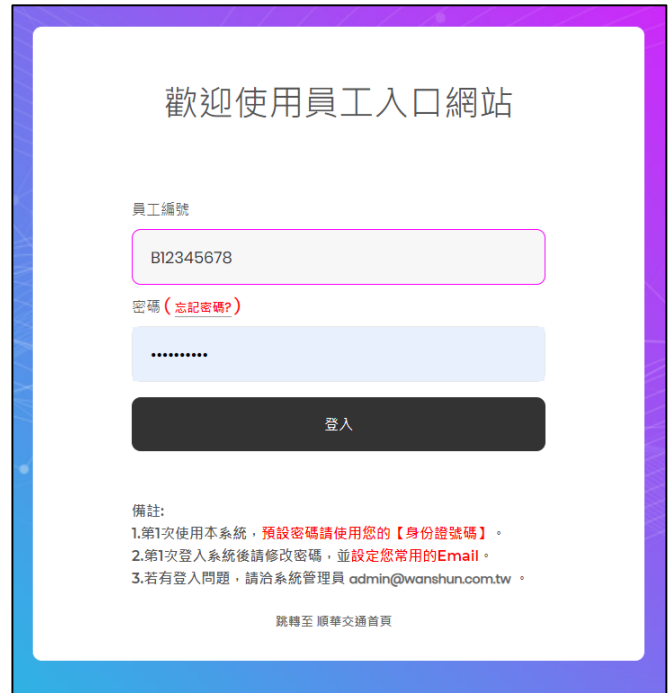 歡迎使用員工入口網站
員工編號
B12345678
密碼 ( 忘記密碼? )
••••••••••
登入
備註:
1.第1次使用本系統，預設密碼請使用您的【身份證號碼】。
2.第1次登入系統後請修改密碼，並設定您常用的Email。
3.若有登入問題，請洽系統管理員 admin@wanshun.com.tw 。
跳轉至 順華交通首頁